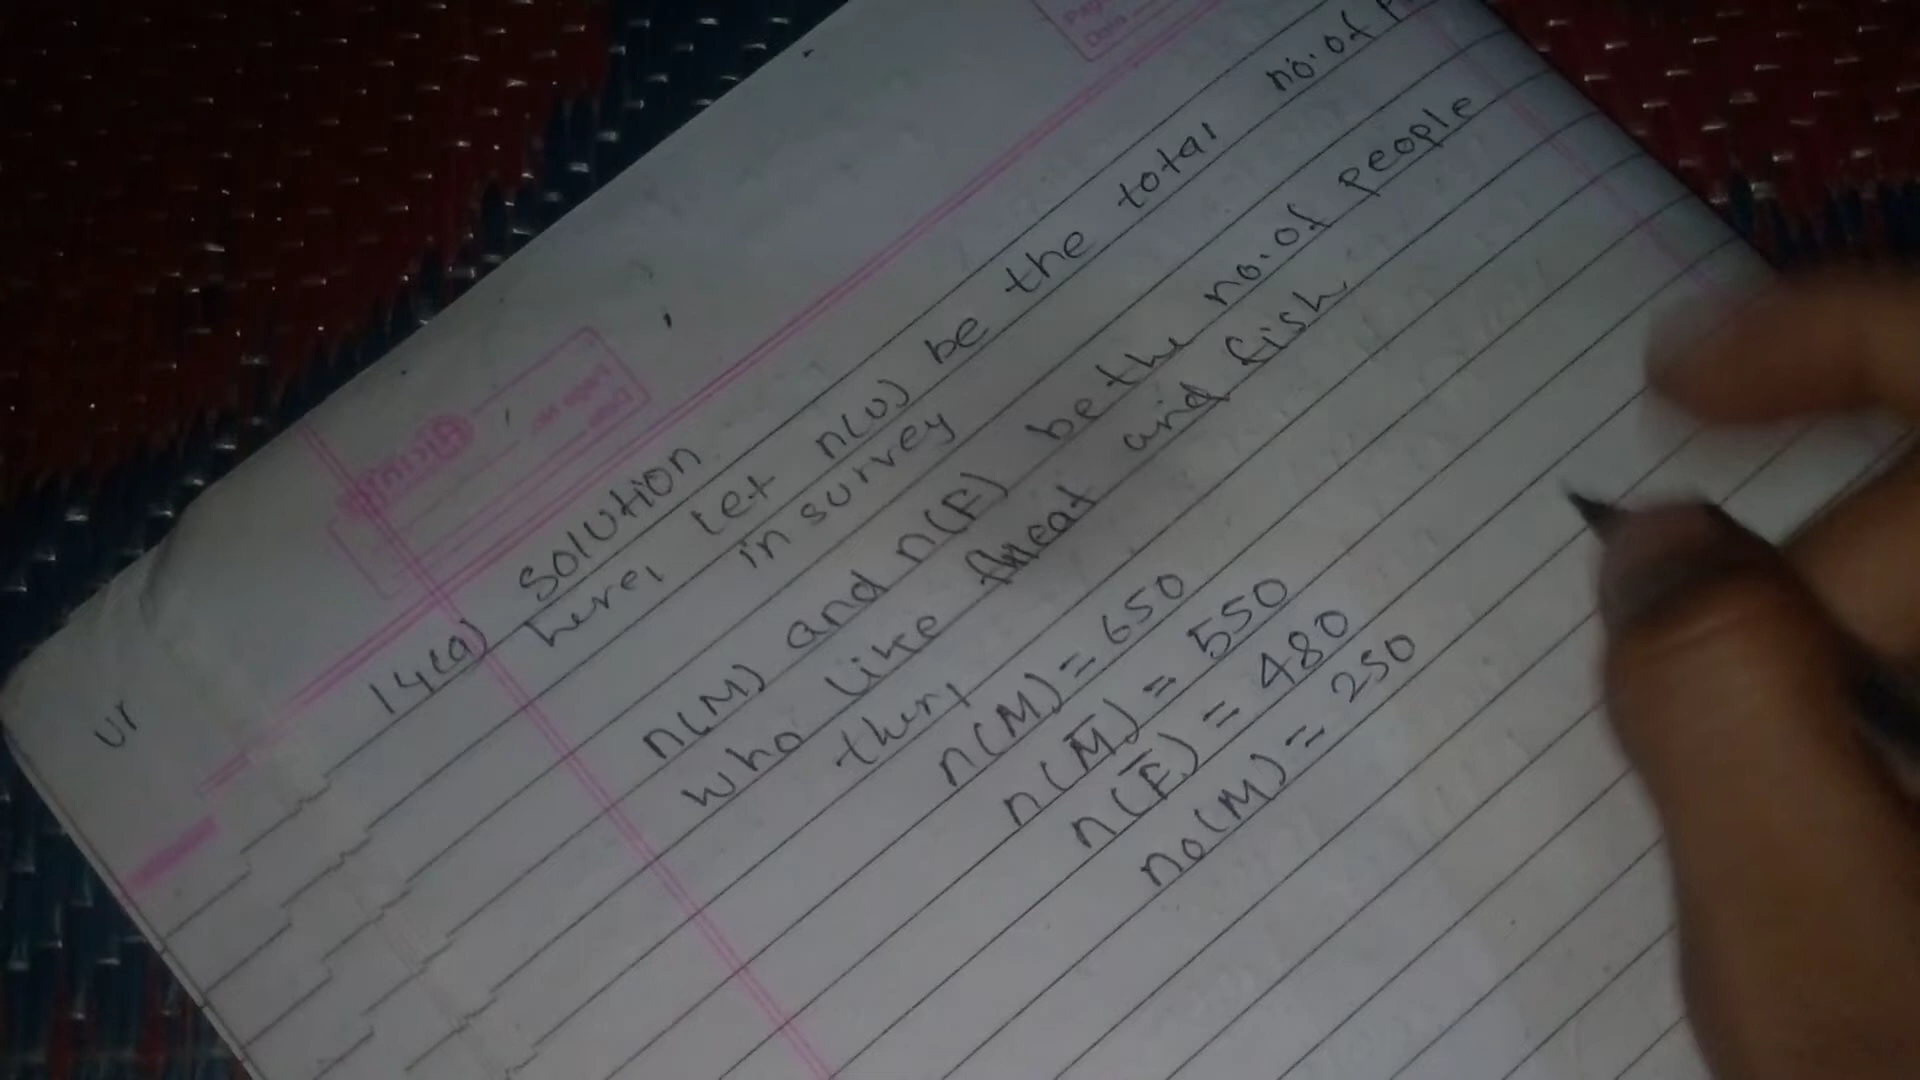 Solution
14(a) here, let n(U) be the total no. of
in survey
n(M) and n(F) be the no. of people
who like meat and fish
then,
n(M) = 650
n(M̅) = 550
n(F̅) = 480
no(M) = 250